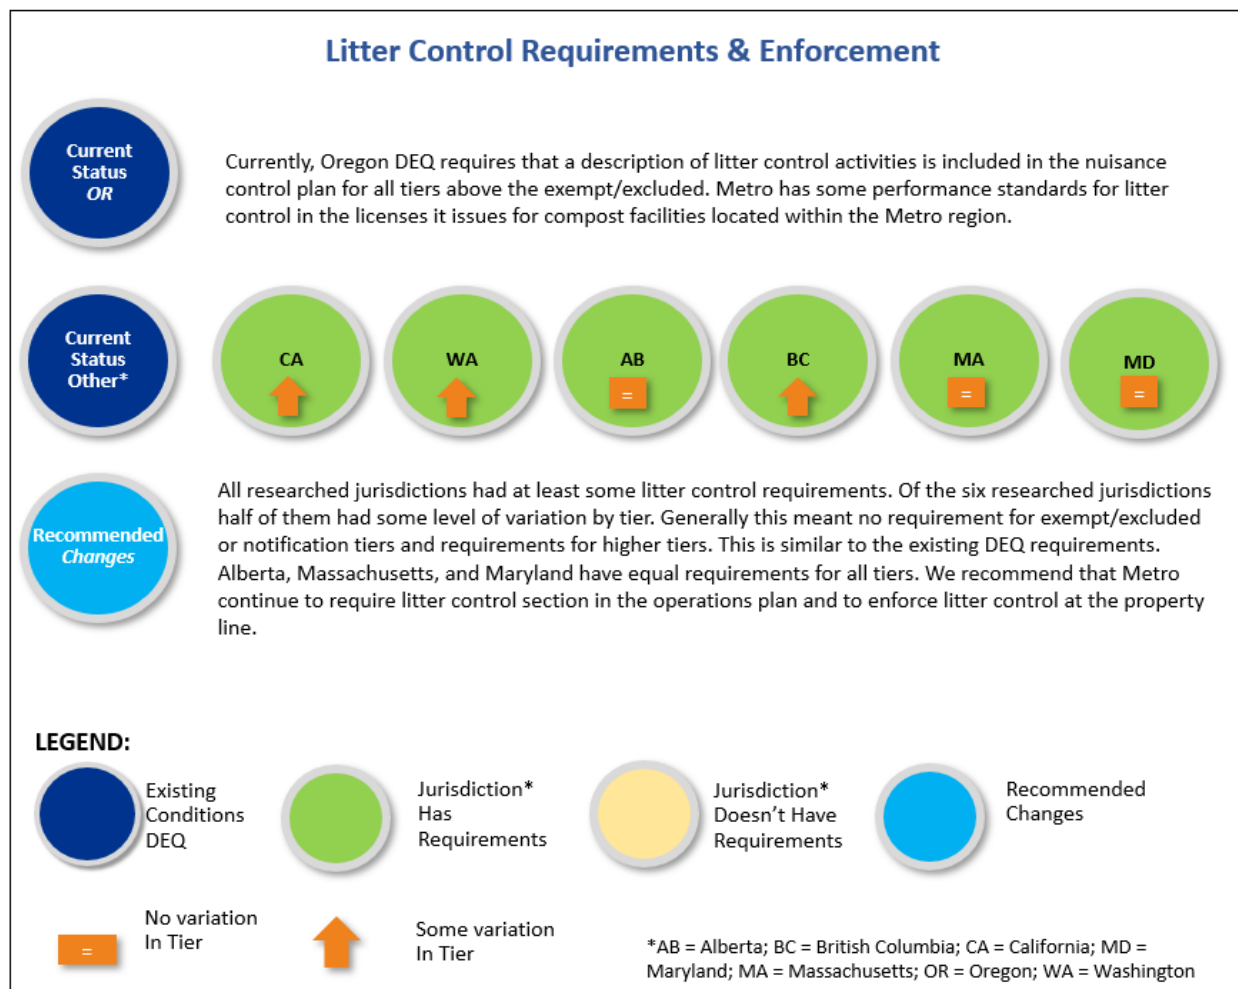 Litter Control Requirements & Enforcement
Current
Status
OR
Currently, Oregon DEQ requires that a description of litter control activities is included in the nuisance
control plan for all tiers above the exempt/excluded. Metro has some performance standards for litter
control in the licenses it issues for compost facilities located within the Metro region.
Current
Status
Other*
CA
WA
AB
=
BC
MA
=
MD
=
Recommended
Changes
All researched jurisdictions had at least some litter control requirements. Of the six researched jurisdictions
half of them had some level of variation by tier. Generally this meant no requirement for exempt/excluded
or notification tiers and requirements for higher tiers. This is similar to the existing DEQ requirements.
Alberta, Massachusetts, and Maryland have equal requirements for all tiers. We recommend that Metro
continue to require litter control section in the operations plan and to enforce litter control at the property
line.
LEGEND:
Existing
Conditions
DEQ
Jurisdiction*
Has
Requirements
Jurisdiction*
Doesn’t Have
Requirements
Recommended
Changes
=
No variation
In Tier
Some variation
In Tier
*AB = Alberta; BC = British Columbia; CA = California; MD =
Maryland; MA = Massachusetts; OR = Oregon; WA = Washington